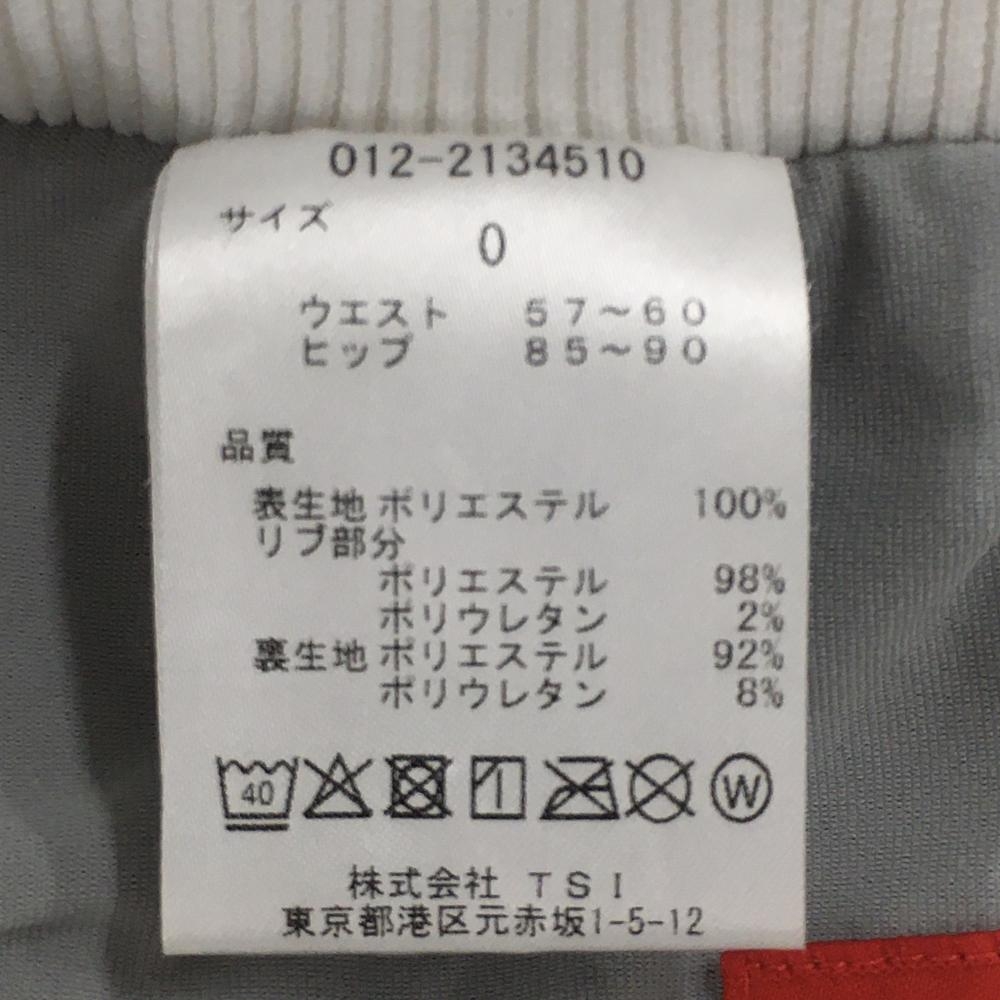 012-2134510
サイズ
0
ウエスト 57～60
ヒップ 85～90
品質
表生地 ポリエステル 100%
リブ部分
ポリエステル 98%
ポリウレタン 2%
裏生地 ポリエステル 92%
ポリウレタン 8%
40 W
株式会社 TSI
東京都港区元赤坂1-5-12